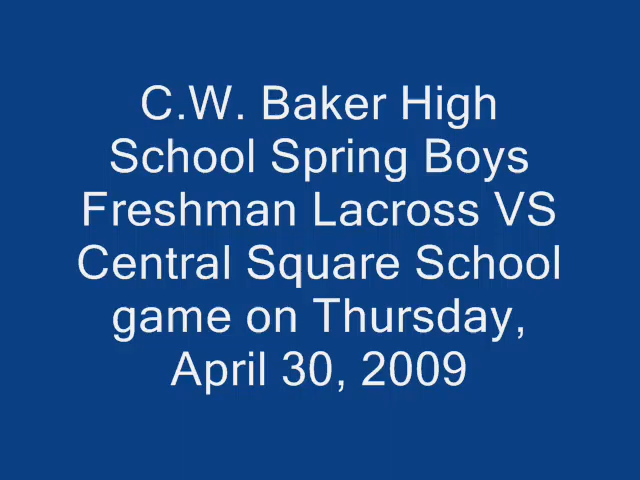 C.W. Baker High
School Spring Boys
Freshman Lacross VS
Central Square School
game on Thursday,
April 30, 2009